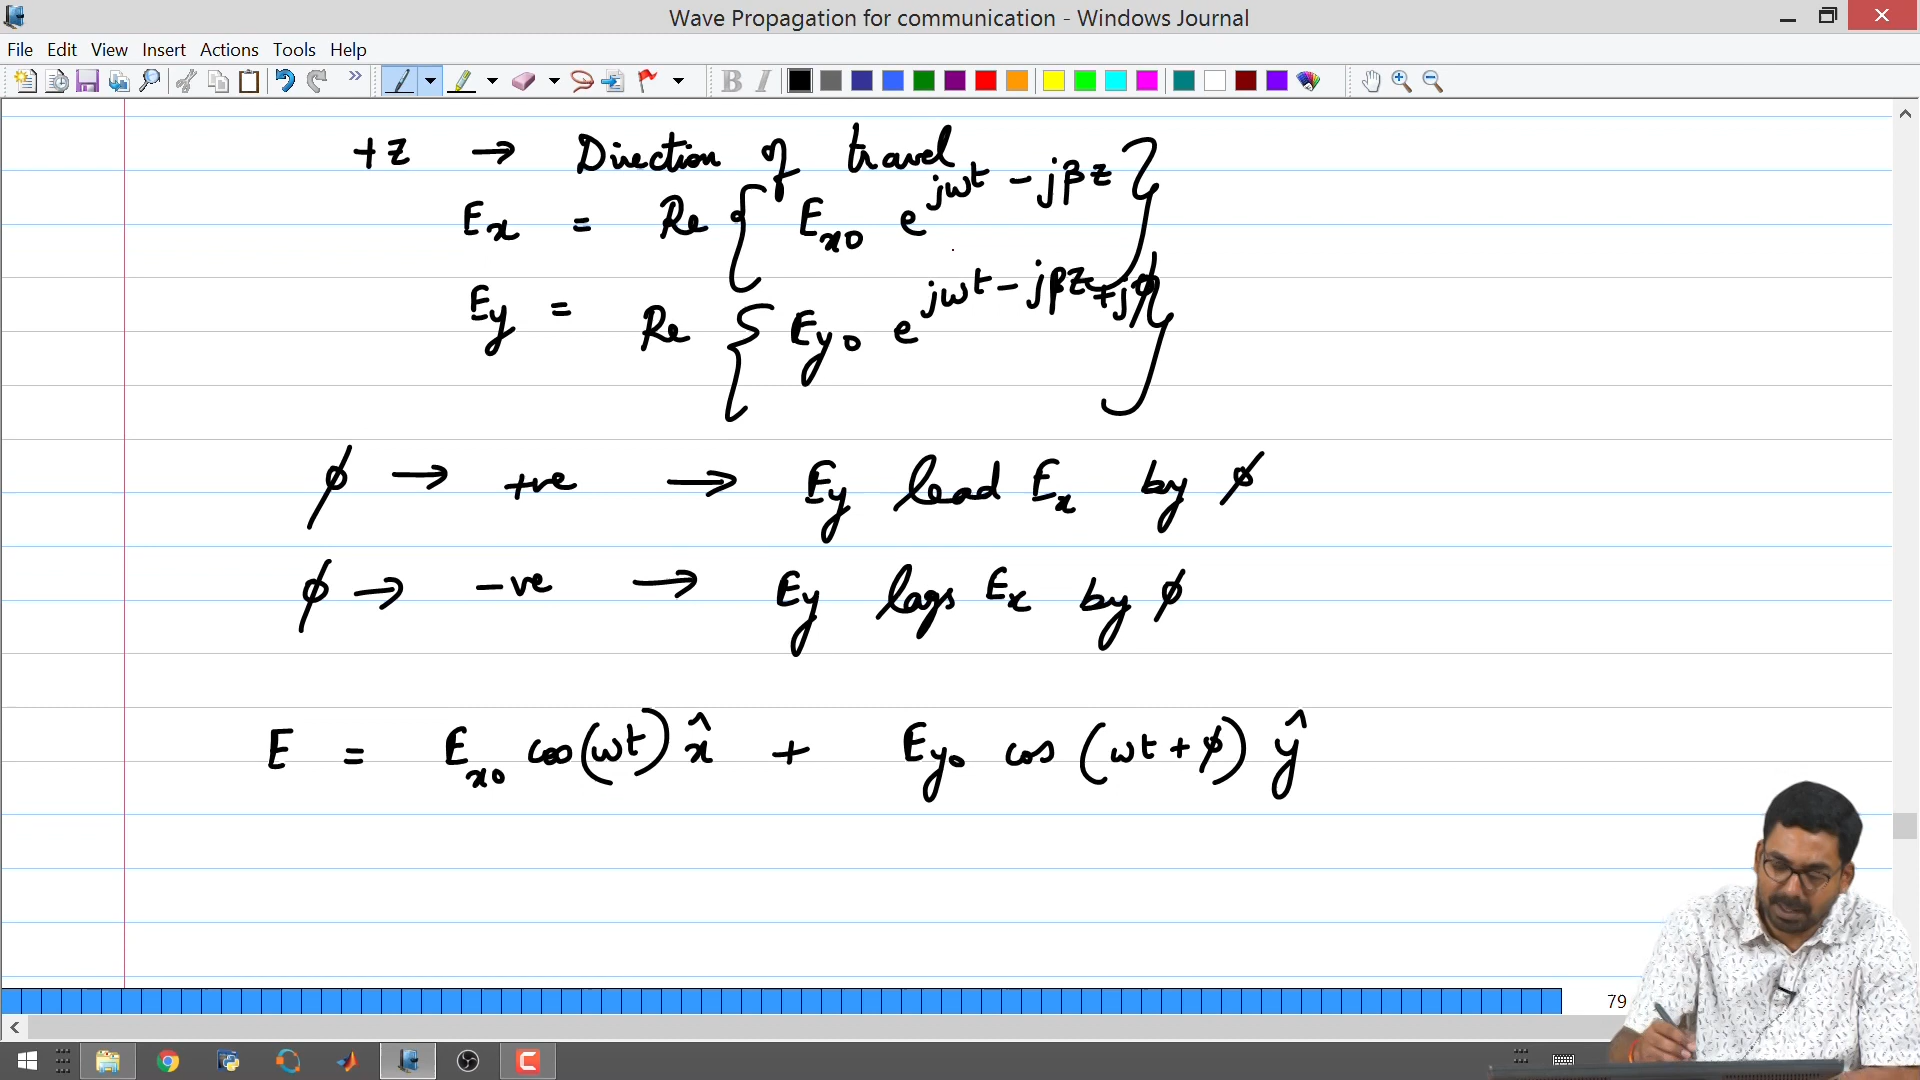 Wave Propagation for communication - Windows Journal
File Edit View Insert Actions Tools Help
+z → Direction of travel
Ex = Re { Ex0 e^{jωt - jβz} }
Ey = Re { Ey0 e^{jωt - jβz + jϕ} }
ϕ → +ve → Ey lead Ex by ϕ
ϕ → -ve → Ey lags Ex by ϕ
E = Ex0 cos(ωt) x̂ + Ey0 cos(ωt + ϕ) ŷ
79